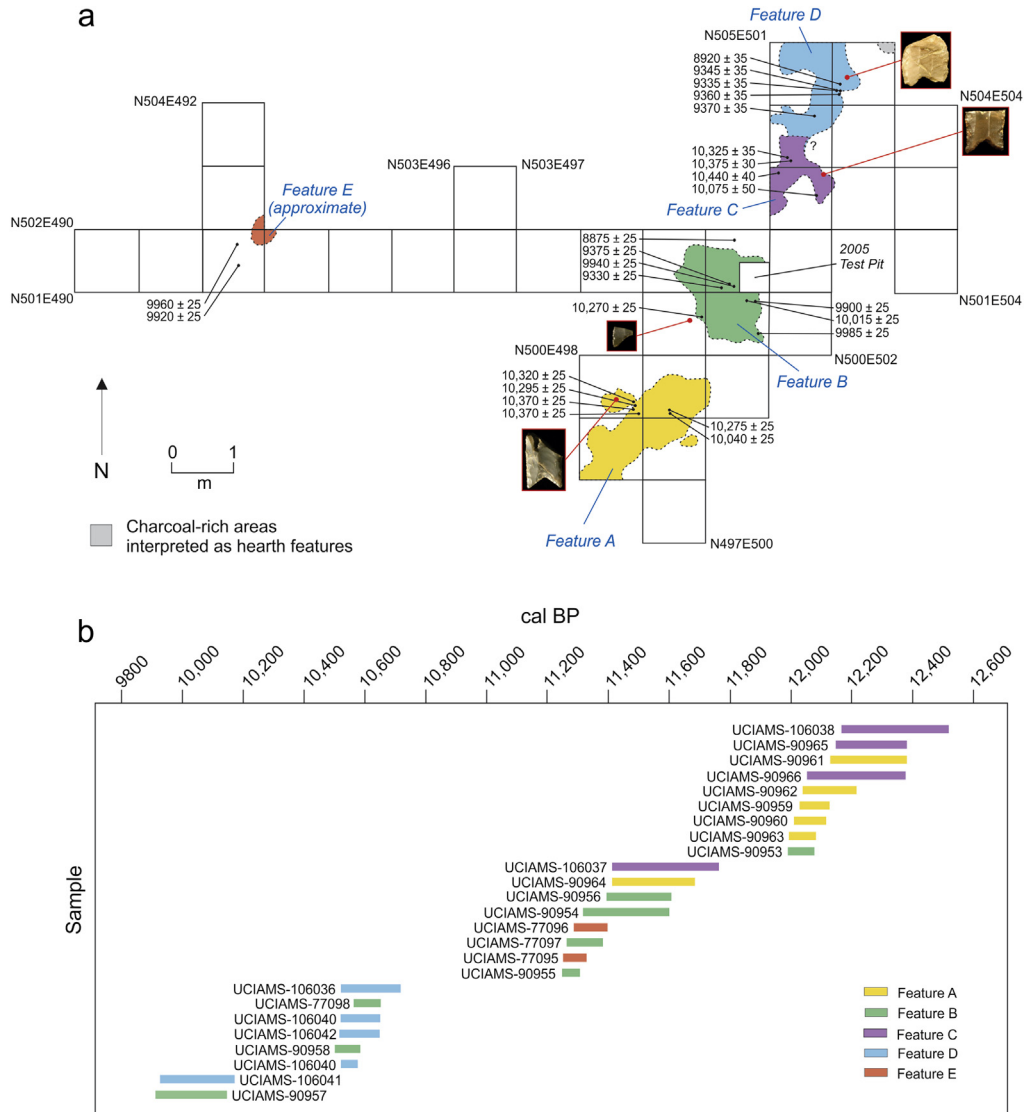 a
Feature D
N505E501
8920 ± 35
9345 ± 35
9335 ± 35
9360 ± 35
9370 ± 35
N504E504
N504E492
?
10,325 ± 35
10,375 ± 30
10,440 ± 40
10,075 ± 50
N503E496
N503E497
Feature E
(approximate)
Feature C
N502E490
8875 ± 25
9375 ± 25
9940 ± 25
9330 ± 25
2005
Test Pit
N501E490
N501E504
9960 ± 25
9920 ± 25
10,270 ± 25
9900 ± 25
10,015 ± 25
9985 ± 25
N500E498
N500E502
Feature B
10,320 ± 25
10,295 ± 25
10,370 ± 25
10,370 ± 25
10,275 ± 25
10,040 ± 25
N
0 1
m
Charcoal-rich areas
interpreted as hearth features
Feature A
N497E500
b
cal BP
9800 10,000 10,200 10,400 10,600 10,800 11,000 11,200 11,400 11,600 11,800 12,000 12,200 12,400 12,600
Sample
UCIAMS-106038
UCIAMS-90965
UCIAMS-90961
UCIAMS-90966
UCIAMS-90962
UCIAMS-90959
UCIAMS-90960
UCIAMS-90963
UCIAMS-90953
UCIAMS-106037
UCIAMS-90964
UCIAMS-90956
UCIAMS-90954
UCIAMS-77096
UCIAMS-77097
UCIAMS-77095
UCIAMS-90955
UCIAMS-106036
UCIAMS-77098
UCIAMS-106040
UCIAMS-106042
UCIAMS-90958
UCIAMS-106040
UCIAMS-106041
UCIAMS-90957
Feature A
Feature B
Feature C
Feature D
Feature E